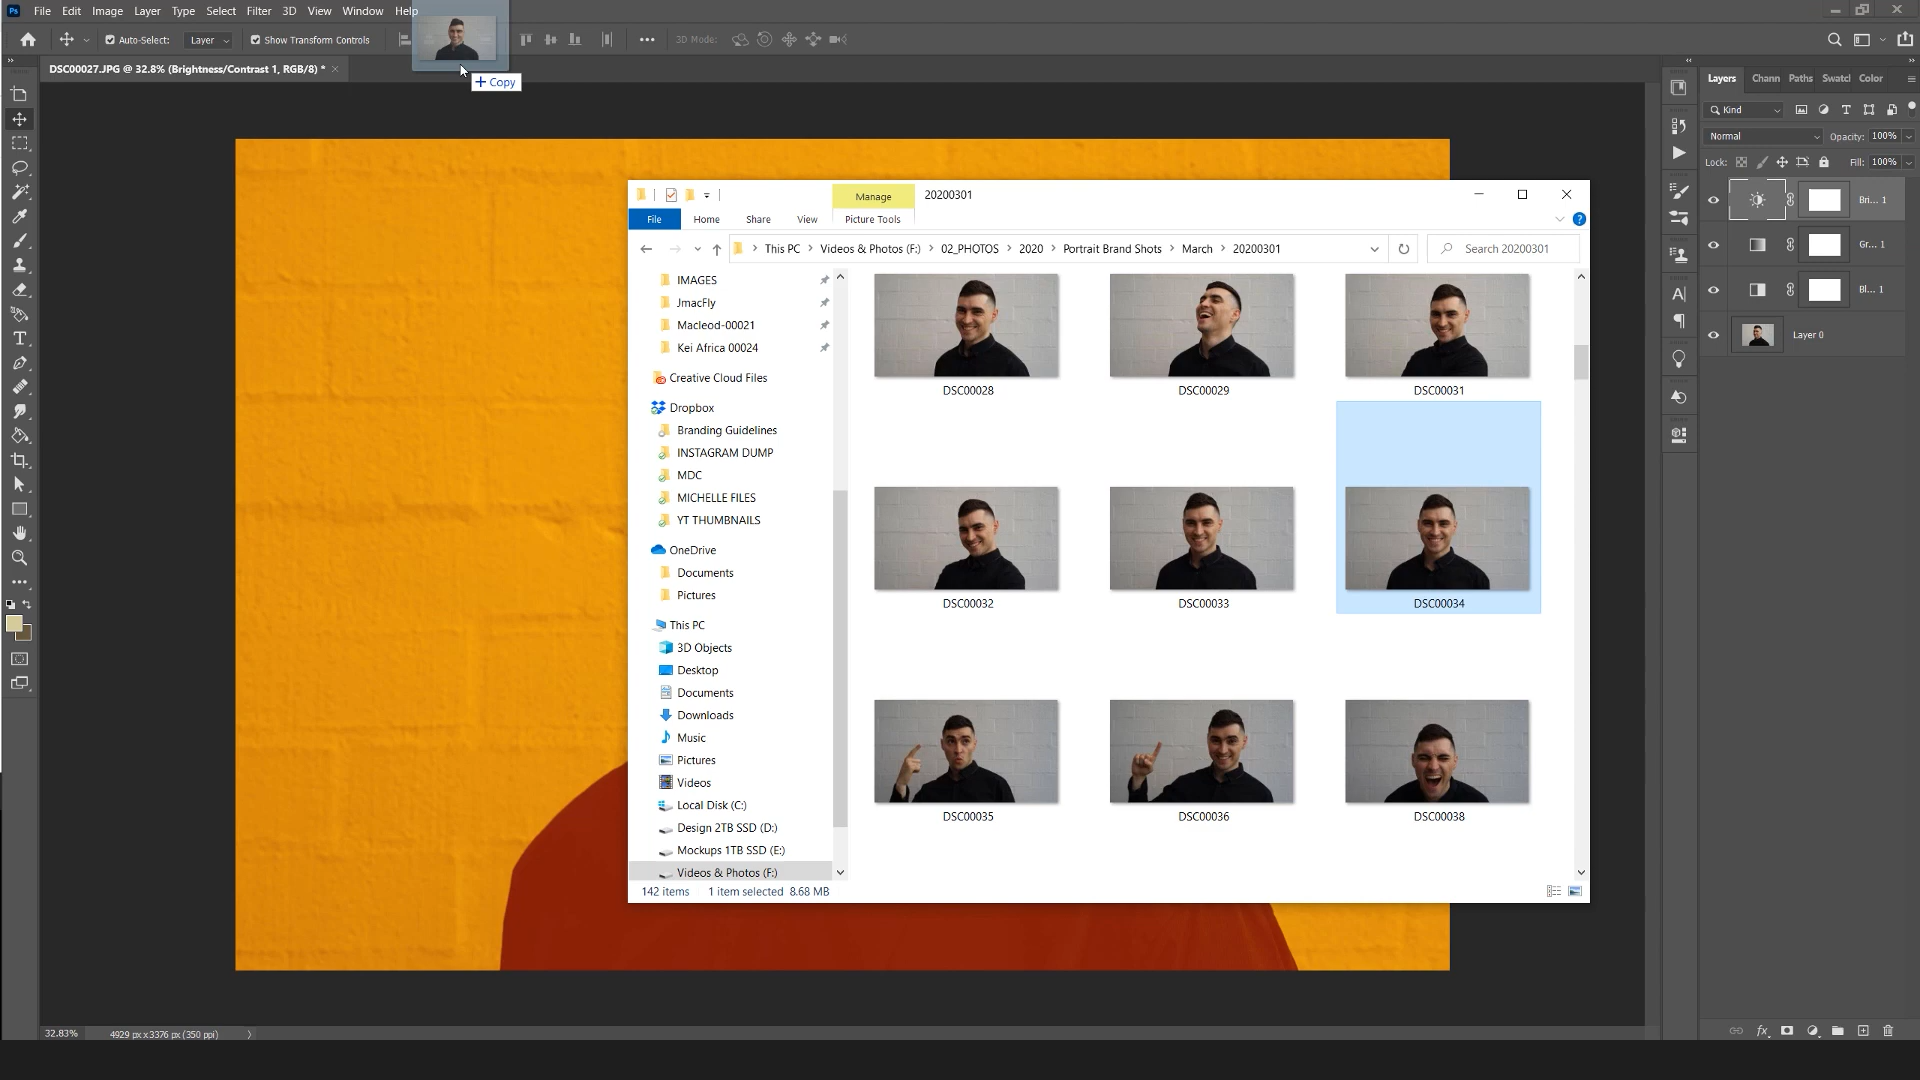 Ps File Edit Image Layer Type Select Filter 3D View Window Help
Auto-Select: Layer Show Transform Controls 3D Mode:
DSC00027.JPG @ 32.8% (Brightness/Contrast 1, RGB/8) * ×
+ Copy
Layers Chann Paths Swatcl Color
Kind
Normal Opacity: 100%
Lock: Fill: 100%
Bri... 1
Gr... 1
Bl... 1
Layer 0
Manage 20200301
File Home Share View Picture Tools
This PC > Videos & Photos (F:) > 02_PHOTOS > 2020 > Portrait Brand Shots > March > 20200301
Search 20200301
IMAGES
JmacFly
Macleod-00021
Kei Africa 00024
Creative Cloud Files
Dropbox
Branding Guidelines
INSTAGRAM DUMP
MDC
MICHELLE FILES
YT THUMBNAILS
OneDrive
Documents
Pictures
This PC
3D Objects
Desktop
Documents
Downloads
Music
Pictures
Videos
Local Disk (C:)
Design 2TB SSD (D:)
Mockups 1TB SSD (E:)
Videos & Photos (F:)
DSC00028 DSC00029 DSC00031
DSC00032 DSC00033 DSC00034
DSC00035 DSC00036 DSC00038
142 items 1 item selected 8.68 MB
32.83% 4929 px x 3376 px (350 ppi)